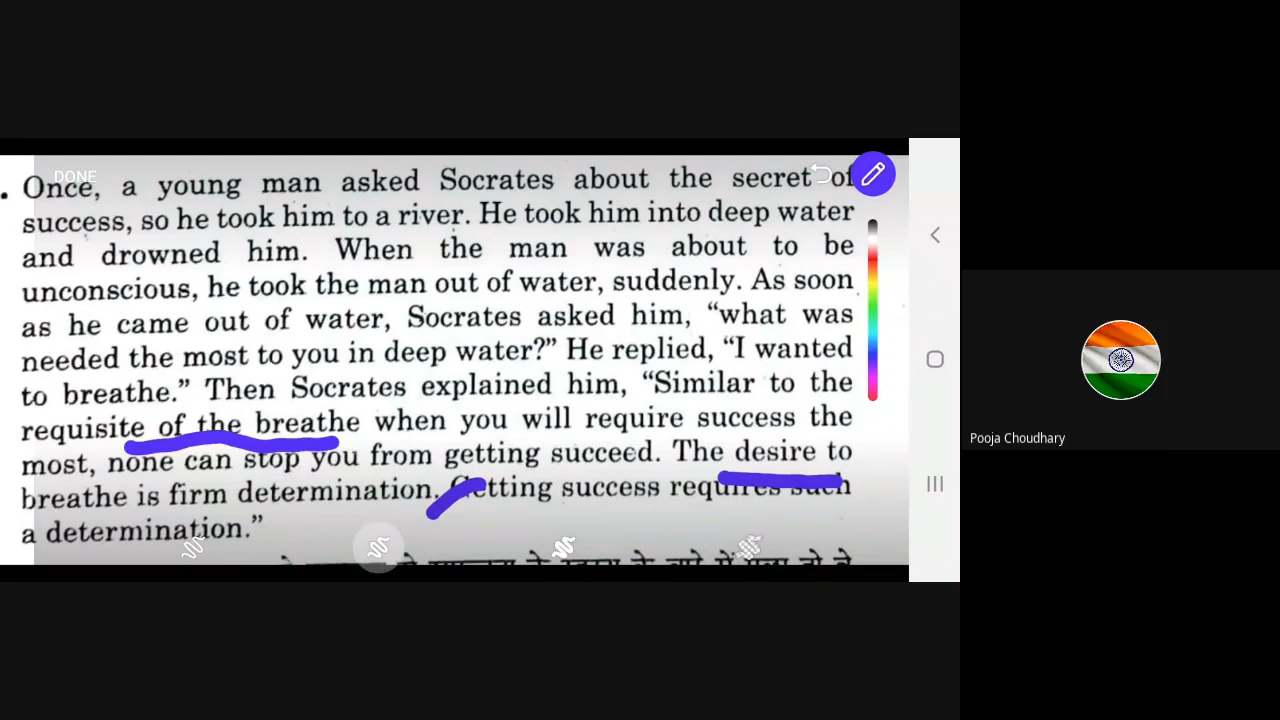 DONE
. Once, a young man asked Socrates about the secret of
success, so he took him to a river. He took him into deep water
and drowned him. When the man was about to be
unconscious, he took the man out of water, suddenly. As soon
as he came out of water, Socrates asked him, “what was
needed the most to you in deep water?” He replied, “I wanted
to breathe.” Then Socrates explained him, “Similar to the
requisite of the breathe when you will require success the
most, none can stop you from getting succeed. The desire to
breathe is firm determination. Getting success requires such
a determination.”
Pooja Choudhary